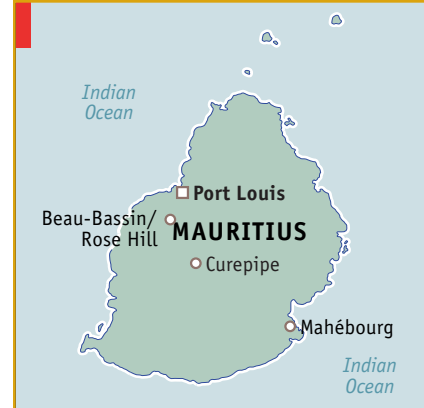 Indian
Ocean
Port Louis
Beau-Bassin/
Rose Hill
MAURITIUS
Curepipe
Mahébourg
Indian
Ocean